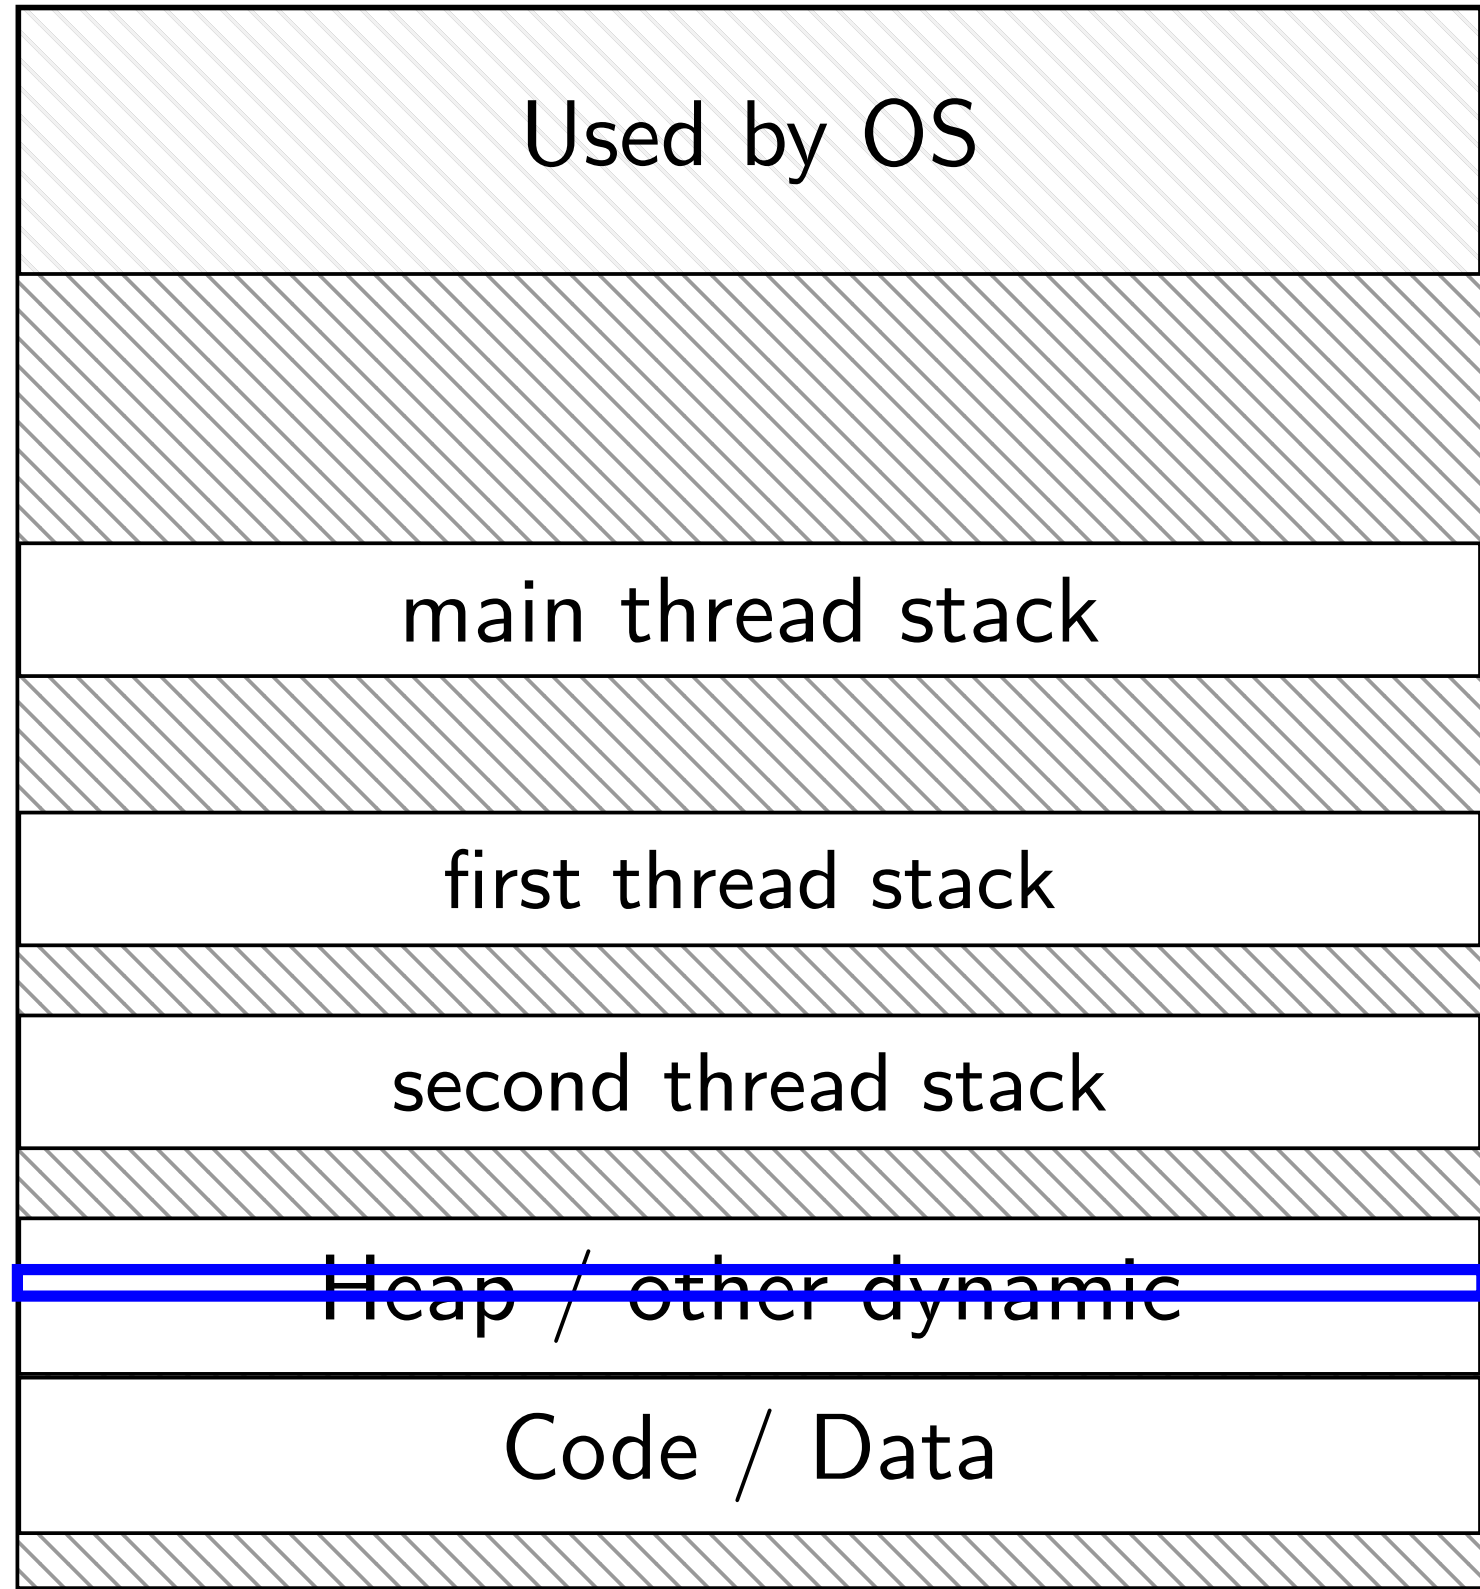 Used by OS
main thread stack
first thread stack
second thread stack
Heap / other dynamic
Code / Data